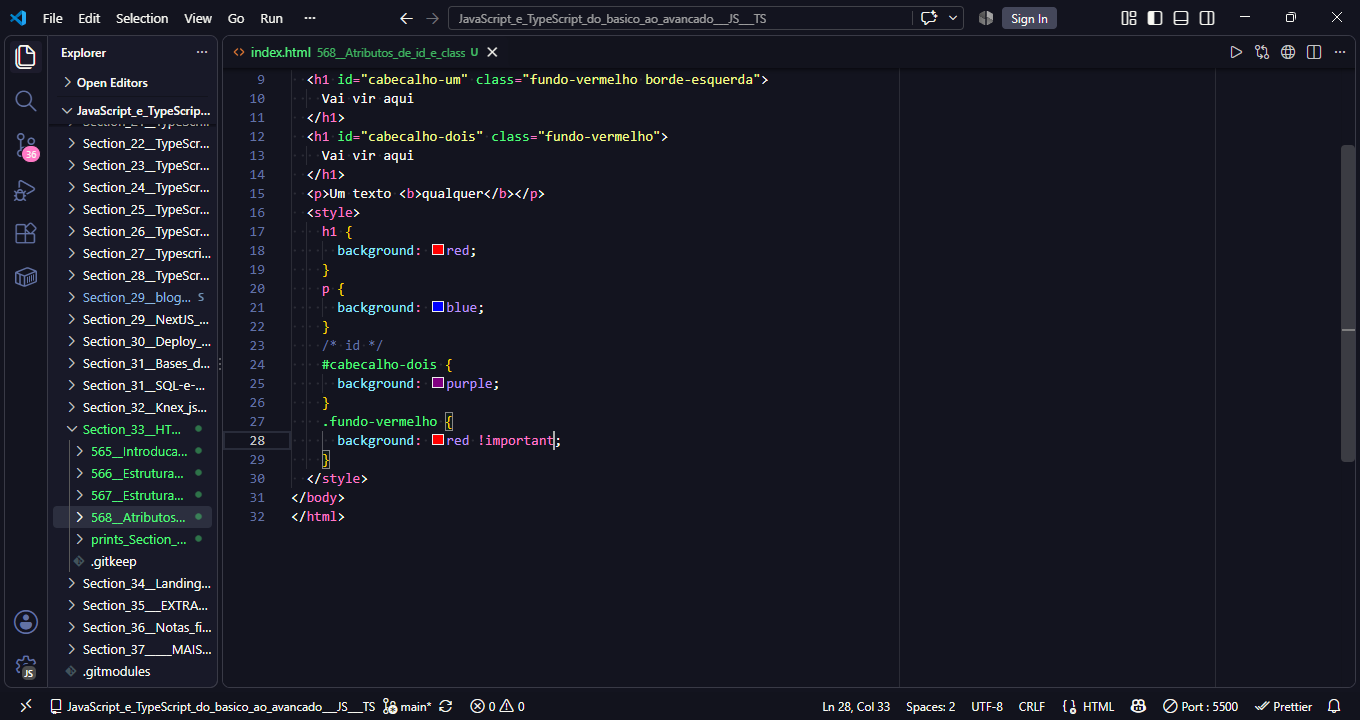 File Edit Selection View Go Run ··· JavaScript_e_TypeScript_do_basico_ao_avancado___JS___TS Sign In
Explorer ···
Open Editors
JavaScript_e_TypeScrip...
Section_22__TypeScr...
Section_23__TypeScr...
Section_24__TypeScr...
Section_25__TypeScr...
Section_26__TypeScr...
Section_27__Typescri...
Section_28__TypeScr...
Section_29__blog... S
Section_29__NextJS_...
Section_30__Deploy_...
Section_31__Bases_d...
Section_31__SQL-e-...
Section_32__Knex_js...
Section_33__HT...
565__Introduca...
566__Estrutura...
567__Estrutura...
568__Atributos...
prints_Section_...
.gitkeep
Section_34__Landing...
Section_35___EXTRA...
Section_36__Notas_fi...
Section_37_____MAIS...
.gitmodules
36
JS
index.html 568__Atributos_de_id_e_class U
9 <h1 id="cabecalho-um" class="fundo-vermelho borde-esquerda">
10 Vai vir aqui
11 </h1>
12 <h1 id="cabecalho-dois" class="fundo-vermelho">
13 Vai vir aqui
14 </h1>
15 <p>Um texto <b>qualquer</b></p>
16 <style>
17 h1 {
18 background: red;
19 }
20 p {
21 background: blue;
22 }
23 /* id */
24 #cabecalho-dois {
25 background: purple;
26 }
27 .fundo-vermelho {
28 background: red !important;
29 }
30 </style>
31 </body>
32 </html>
JavaScript_e_TypeScript_do_basico_ao_avancado___JS___TS main* 0 0 Ln 28, Col 33 Spaces: 2 UTF-8 CRLF {} HTML Port : 5500 Prettier